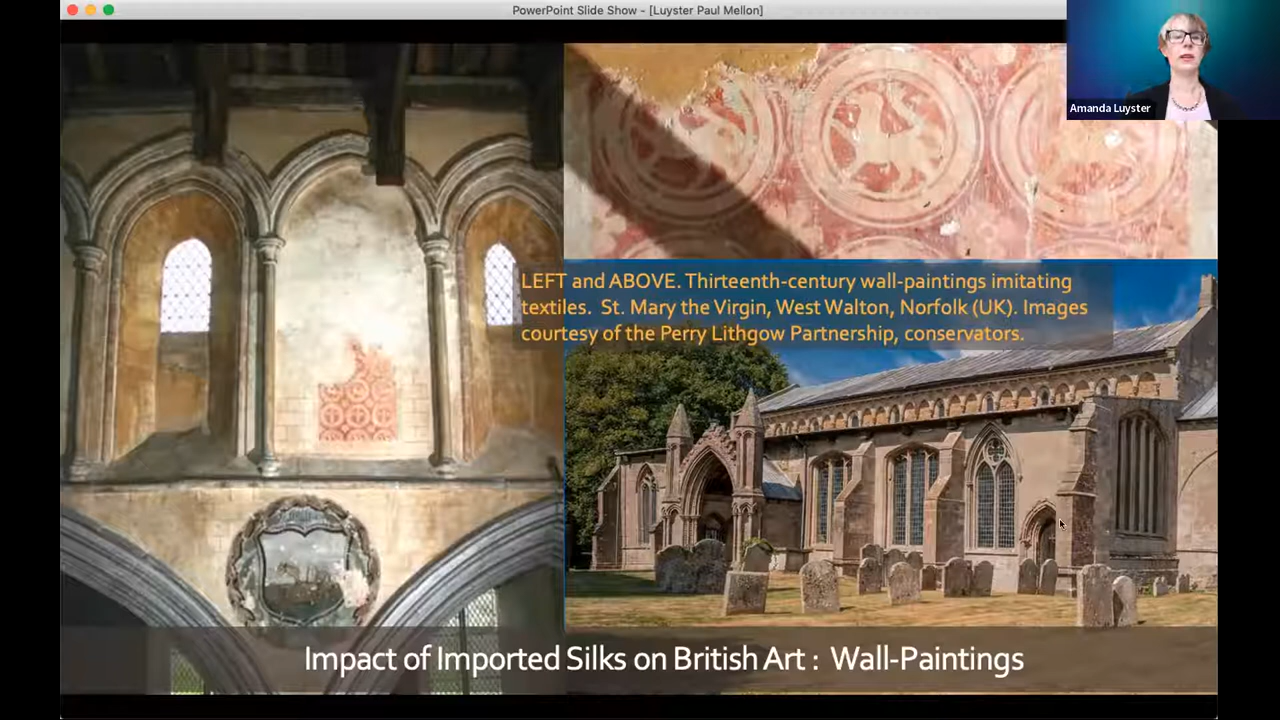 PowerPoint Slide Show - [Luyster Paul Mellon]
Amanda Luyster
LEFT and ABOVE. Thirteenth-century wall-paintings imitating
textiles.  St. Mary the Virgin, West Walton, Norfolk (UK). Images
courtesy of the Perry Lithgow Partnership, conservators.
Impact of Imported Silks on British Art :  Wall-Paintings